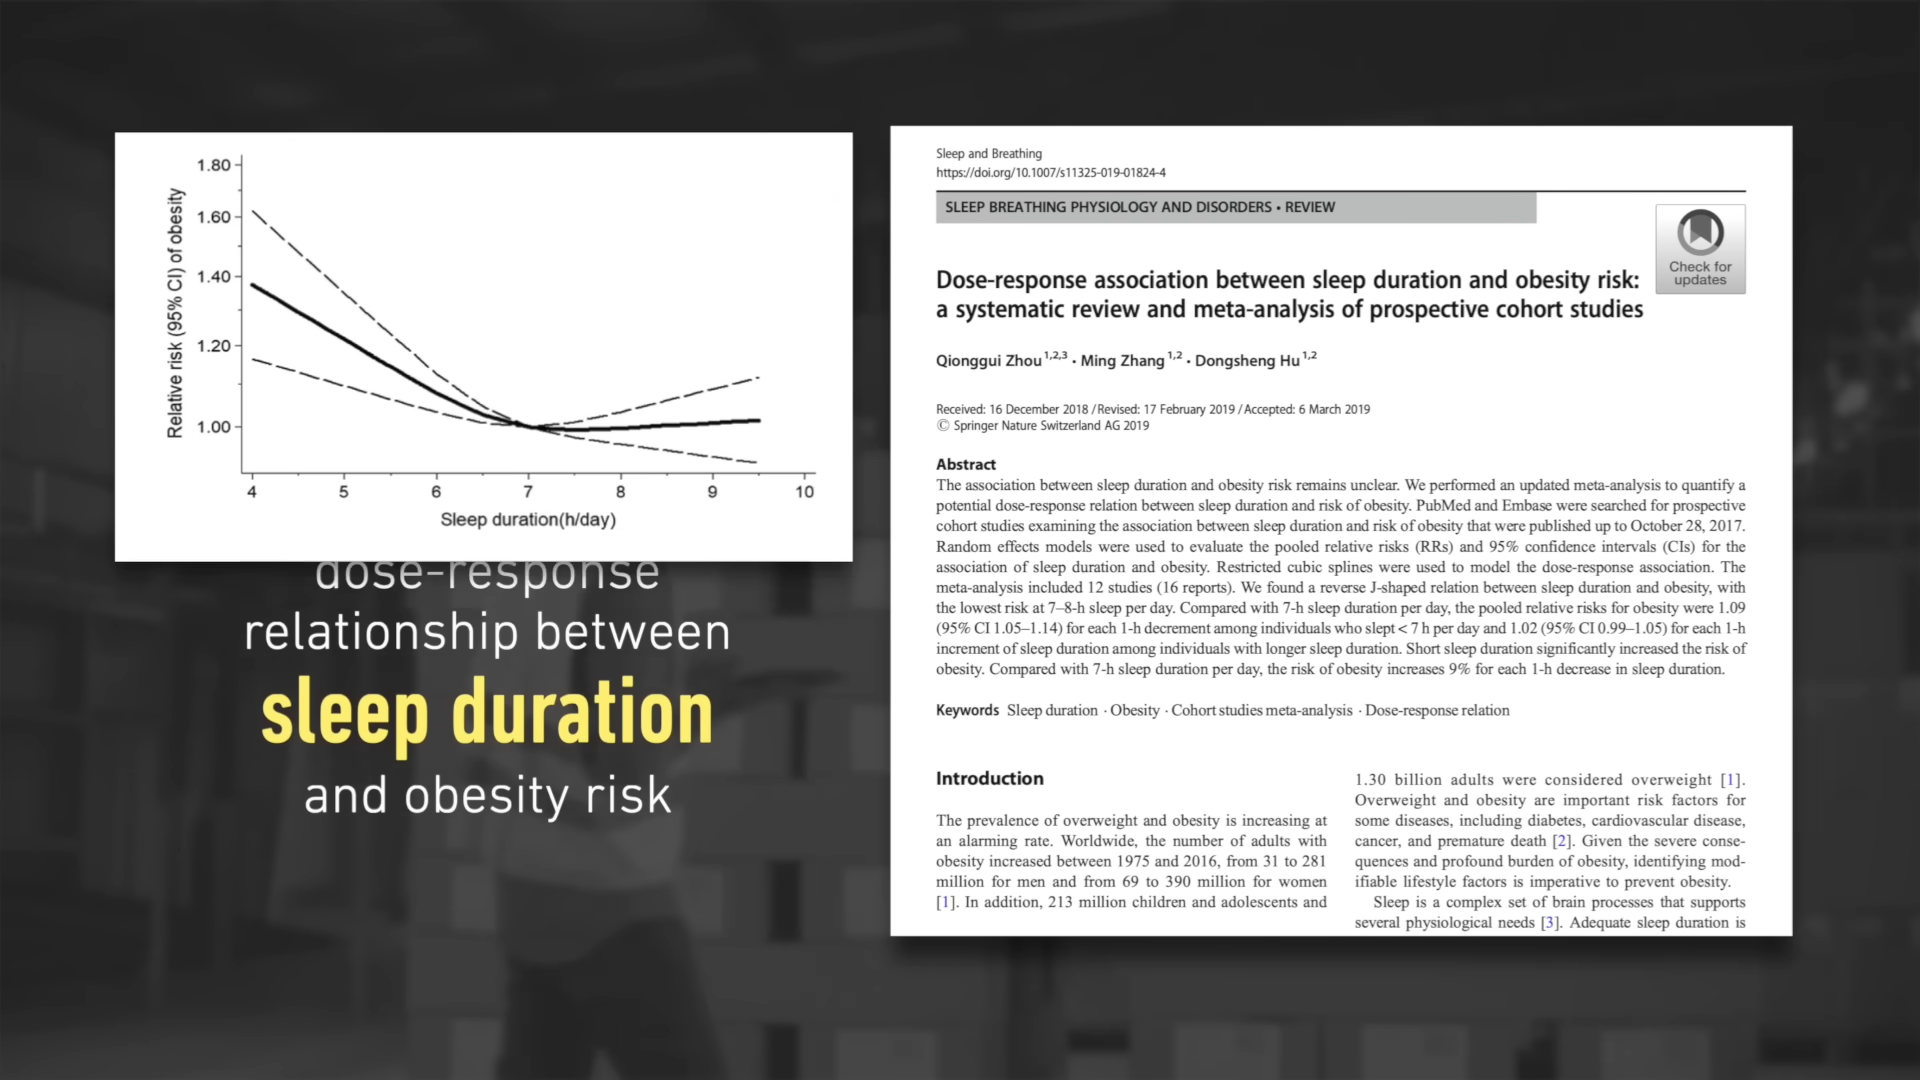 1.80
1.60
1.40
1.20
1.00
Relative risk (95% CI) of obesity
4 5 6 7 8 9 10
Sleep duration(h/day)
dose-response
relationship between
sleep duration
and obesity risk
Sleep and Breathing
https://doi.org/10.1007/s11325-019-01824-4
SLEEP BREATHING PHYSIOLOGY AND DISORDERS • REVIEW
Check for
updates
Dose-response association between sleep duration and obesity risk:
a systematic review and meta-analysis of prospective cohort studies
Qionggui Zhou 1,2,3 · Ming Zhang 1,2 · Dongsheng Hu 1,2
Received: 16 December 2018 / Revised: 17 February 2019 / Accepted: 6 March 2019
© Springer Nature Switzerland AG 2019
Abstract
The association between sleep duration and obesity risk remains unclear. We performed an updated meta-analysis to quantify a
potential dose-response relation between sleep duration and risk of obesity. PubMed and Embase were searched for prospective
cohort studies examining the association between sleep duration and risk of obesity that were published up to October 28, 2017.
Random effects models were used to evaluate the pooled relative risks (RRs) and 95% confidence intervals (CIs) for the
association of sleep duration and obesity. Restricted cubic splines were used to model the dose-response association. The
meta-analysis included 12 studies (16 reports). We found a reverse J-shaped relation between sleep duration and obesity, with
the lowest risk at 7–8-h sleep per day. Compared with 7-h sleep duration per day, the pooled relative risks for obesity were 1.09
(95% CI 1.05–1.14) for each 1-h decrement among individuals who slept < 7 h per day and 1.02 (95% CI 0.99–1.05) for each 1-h
increment of sleep duration among individuals with longer sleep duration. Short sleep duration significantly increased the risk of
obesity. Compared with 7-h sleep duration per day, the risk of obesity increases 9% for each 1-h decrease in sleep duration.
Keywords Sleep duration · Obesity · Cohort studies meta-analysis · Dose-response relation
Introduction
The prevalence of overweight and obesity is increasing at
an alarming rate. Worldwide, the number of adults with
obesity increased between 1975 and 2016, from 31 to 281
million for men and from 69 to 390 million for women
[1]. In addition, 213 million children and adolescents and
1.30 billion adults were considered overweight [1].
Overweight and obesity are important risk factors for
some diseases, including diabetes, cardiovascular disease,
cancer, and premature death [2]. Given the severe conse-
quences and profound burden of obesity, identifying mod-
ifiable lifestyle factors is imperative to prevent obesity.
Sleep is a complex set of brain processes that supports
several physiological needs [3]. Adequate sleep duration is